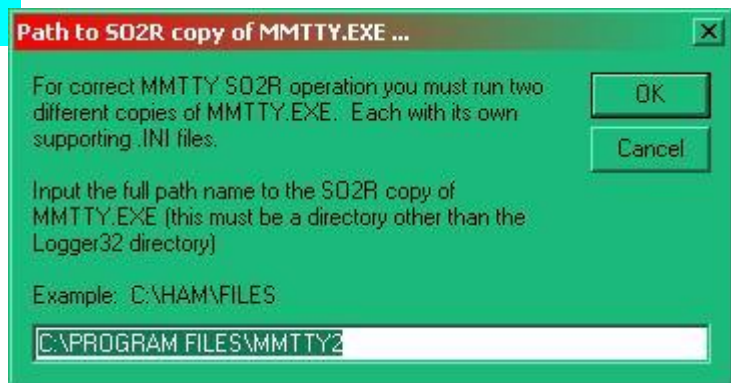 Path to SO2R copy of MMTTY.EXE ...
For correct MMTTY SO2R operation you must run two
different copies of MMTTY.EXE. Each with its own
supporting .INI files.
OK
Cancel
Input the full path name to the SO2R copy of
MMTTY.EXE (this must be a directory other than the
Logger32 directory)
Example: C:\HAM\FILES
C:\PROGRAM FILES\MMTTY2